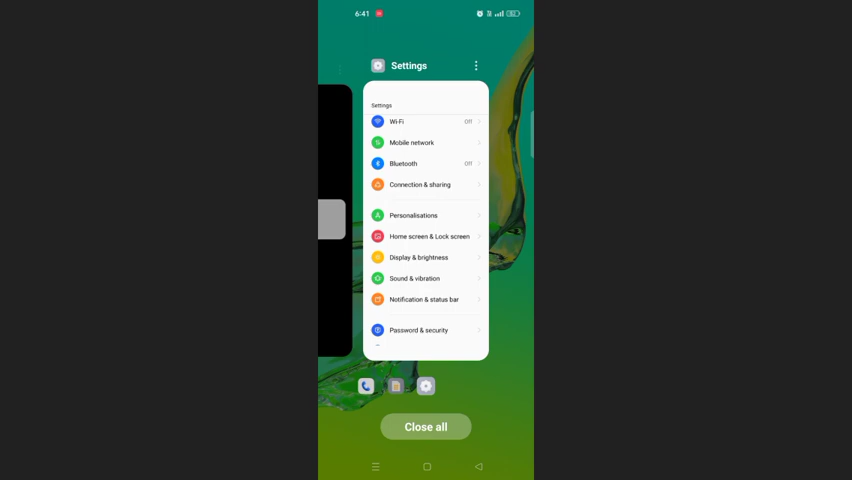 6:41
Settings
Settings
Wi-Fi Off
Mobile network
Bluetooth Off
Connection & sharing
Personalisations
Home screen & Lock screen
Display & brightness
Sound & vibration
Notification & status bar
Password & security
Close all